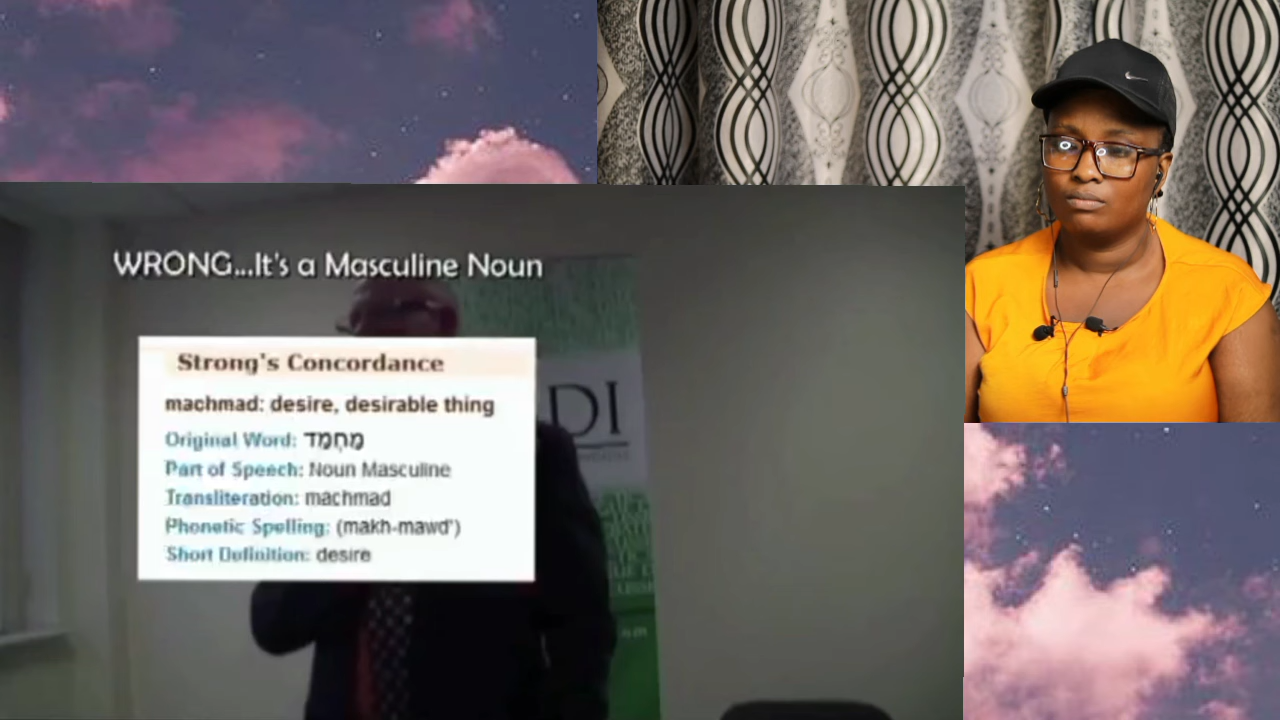 WRONG...It's a Masculine Noun
Strong's Concordance
machmad: desire, desirable thing
Original Word: מַחְמָד
Part of Speech: Noun Masculine
Transliteration: machmad
Phonetic Spelling: (makh-mawd')
Short Definition: desire
DI